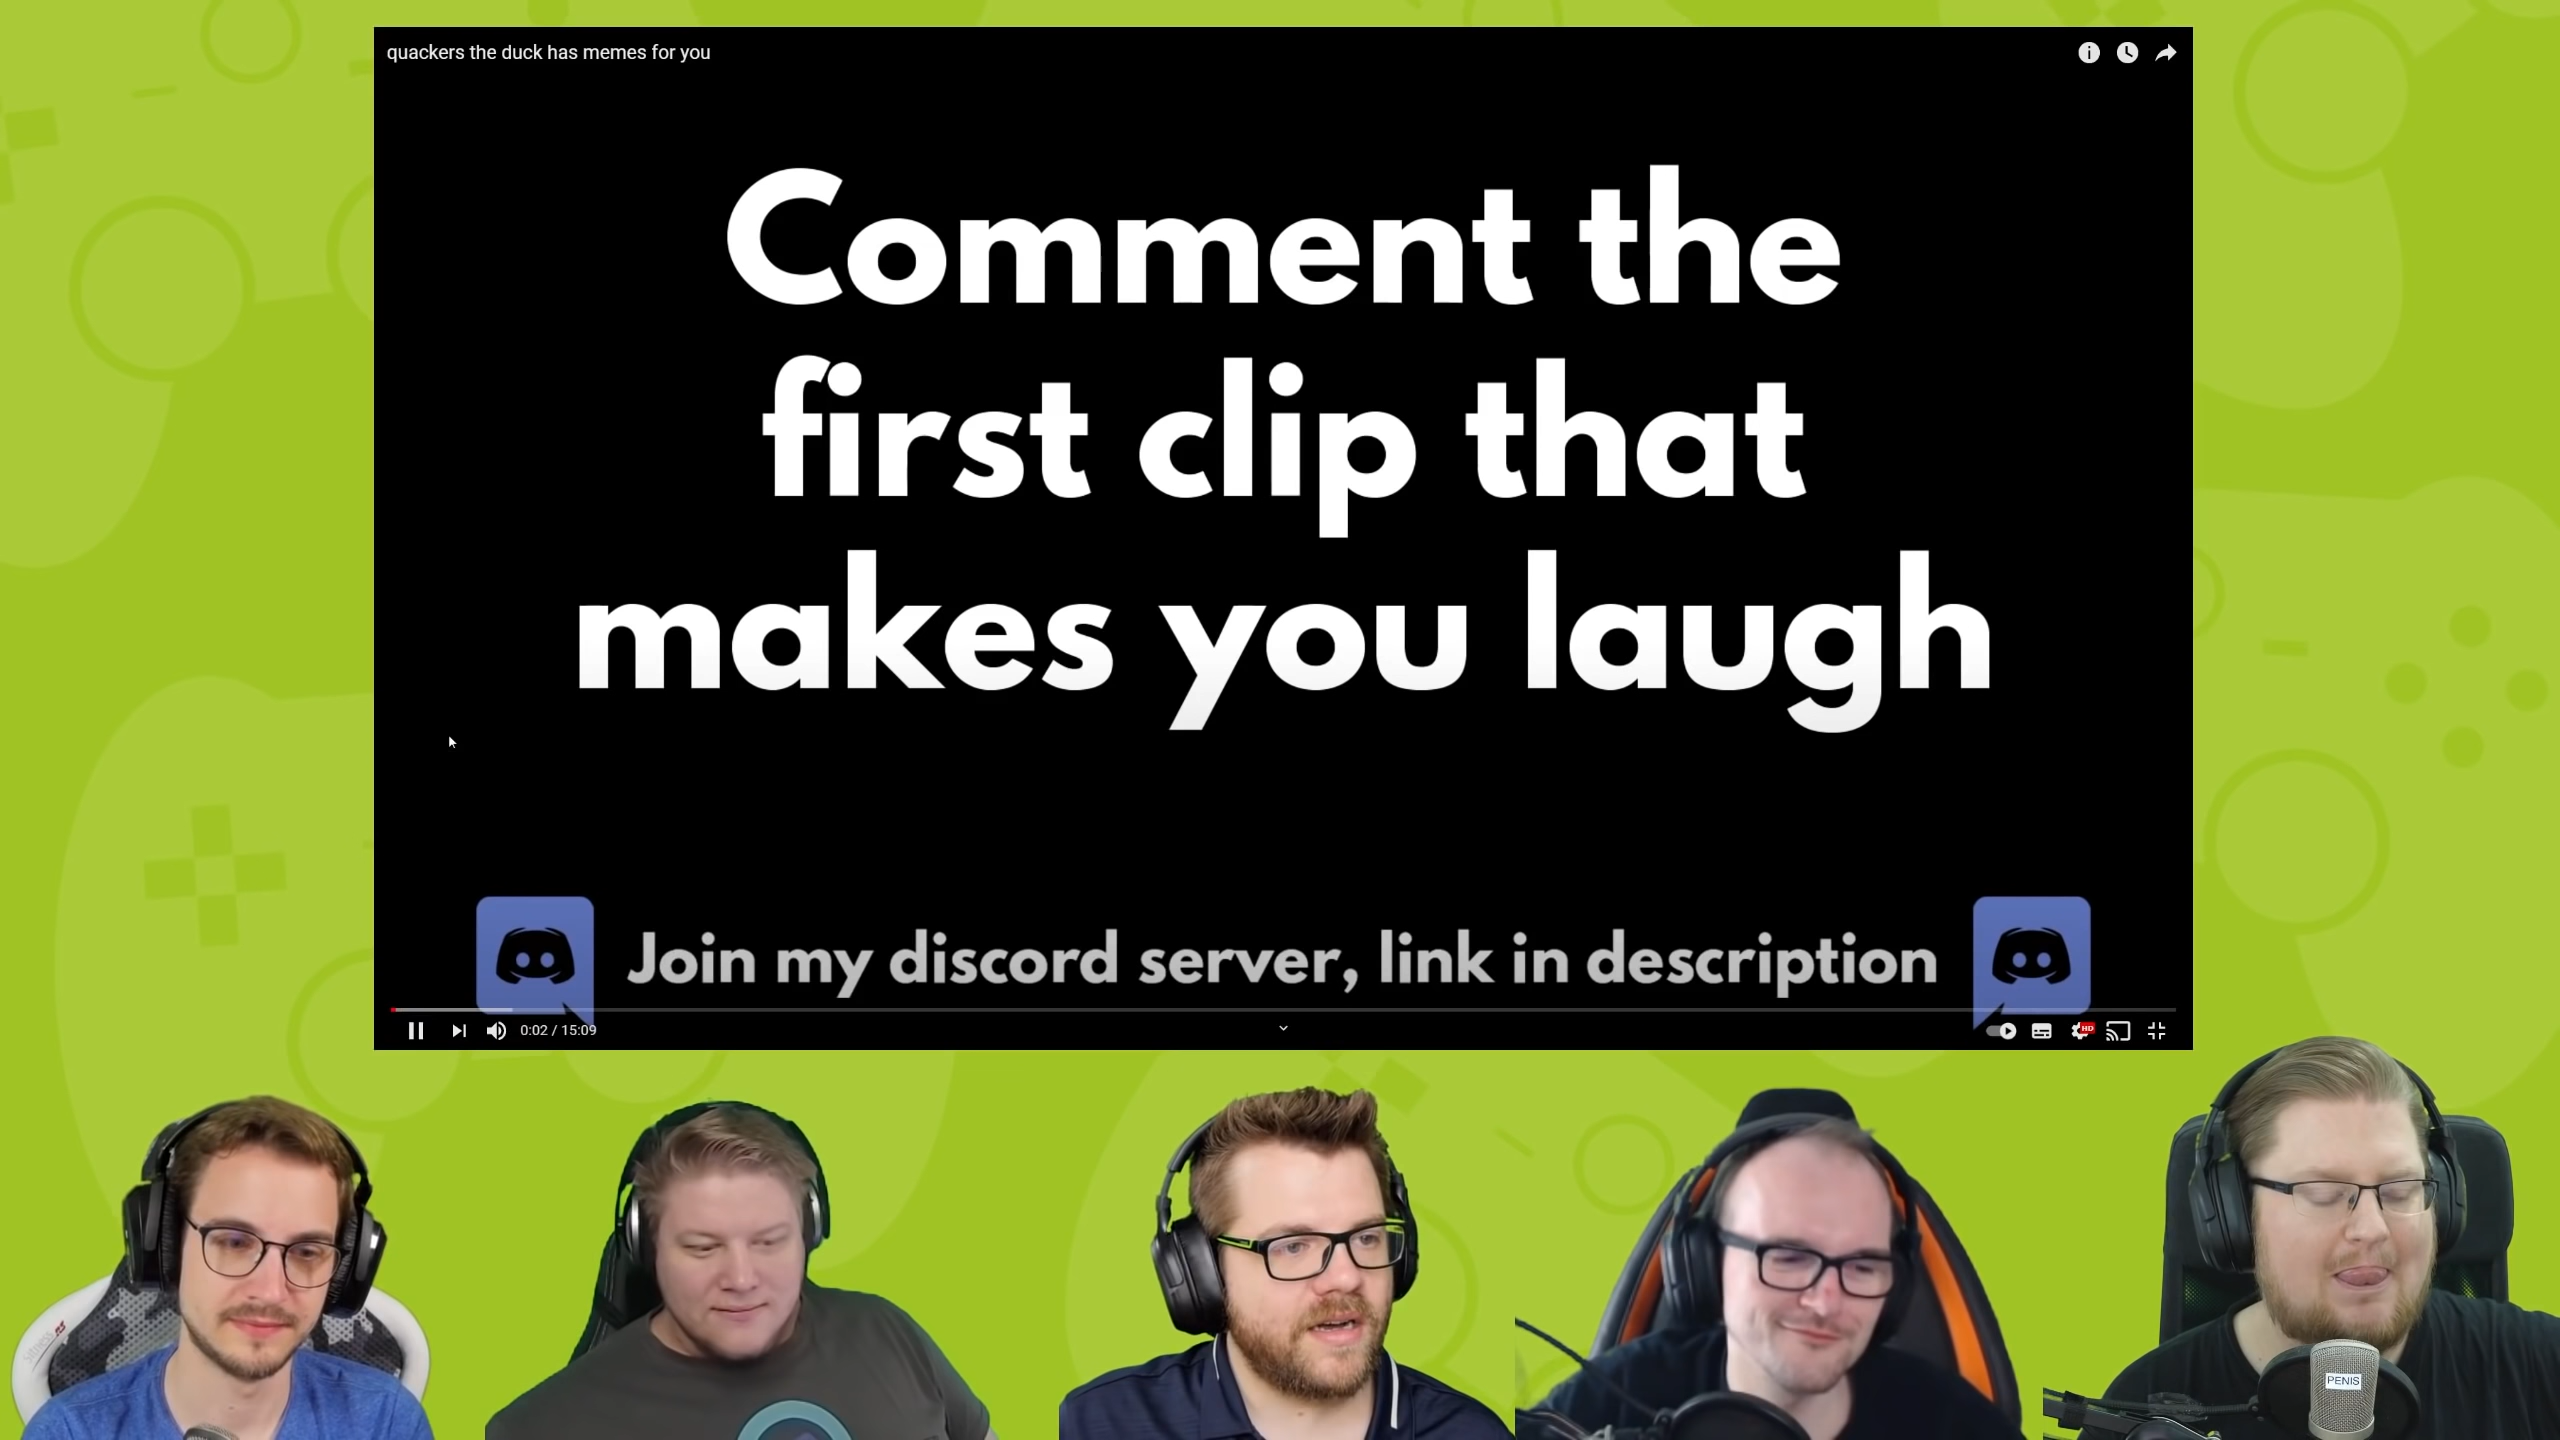 quackers the duck has memes for you
Comment the
first clip that
makes you laugh
Join my discord server, link in description
0:02 / 15:09
HD
PENIS